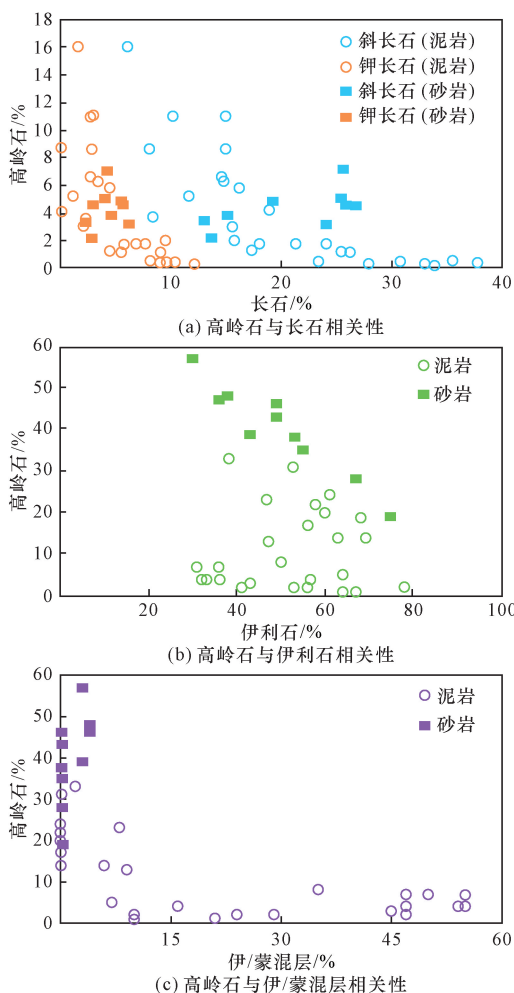 18
16
14
12
10
8
6
4
2
0
高岭石/%
斜长石(泥岩)
钾长石(泥岩)
斜长石(砂岩)
钾长石(砂岩)
10 20 30 40
长石/%
(a) 高岭石与长石相关性
60
50
40
30
20
10
0
高岭石/%
泥岩
砂岩
20 40 60 80 100
伊利石/%
(b) 高岭石与伊利石相关性
60
50
40
30
20
10
0
高岭石/%
泥岩
砂岩
15 30 45 60
伊/蒙混层/%
(c) 高岭石与伊/蒙混层相关性